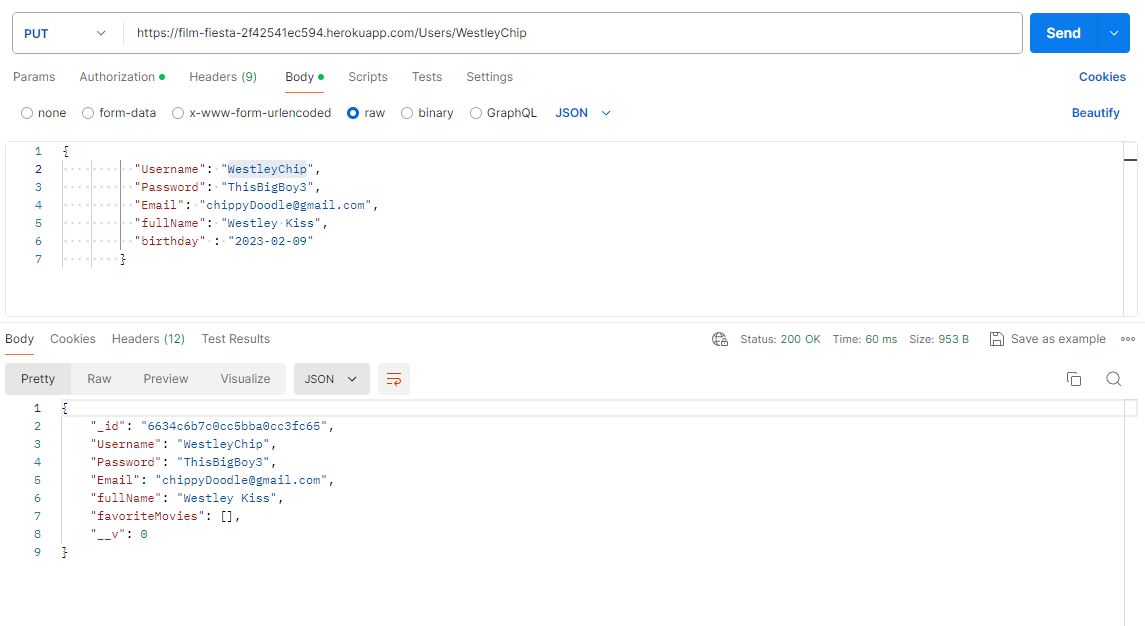 PUT https://film-fiesta-2f42541ec594.herokuapp.com/Users/WestleyChip Send
Params Authorization Headers (9) Body Scripts Tests Settings Cookies
none form-data x-www-form-urlencoded raw binary GraphQL JSON Beautify
1 {
2 "Username": "WestleyChip",
3 "Password": "ThisBigBoy3",
4 "Email": "chippyDoodle@gmail.com",
5 "fullName": "Westley Kiss",
6 "birthday" : "2023-02-09"
7 }
Body Cookies Headers (12) Test Results Status: 200 OK Time: 60 ms Size: 953 B Save as example
Pretty Raw Preview Visualize JSON
1 {
2 "_id": "6634c6b7c0cc5bba0cc3fc65",
3 "Username": "WestleyChip",
4 "Password": "ThisBigBoy3",
5 "Email": "chippyDoodle@gmail.com",
6 "fullName": "Westley Kiss",
7 "favoriteMovies": [],
8 "__v": 0
9 }